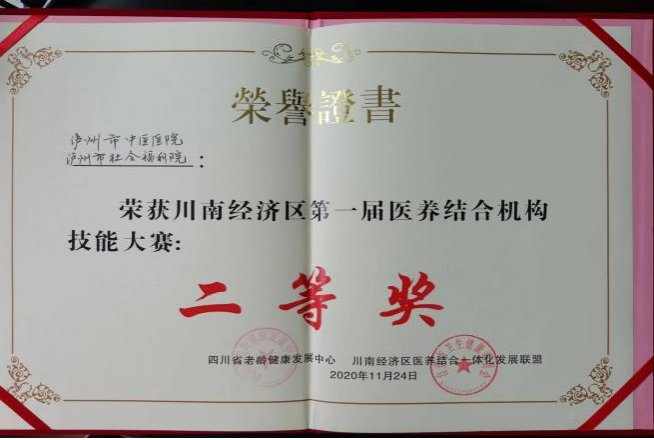 榮譽證書
泸州市中医医院
泸州市社会福利院：
荣获川南经济区第一届医养结合机构
技能大赛:
二等奖
四川省老龄健康发展中心 川南经济区医养结合一体化发展联盟
2020年11月24日